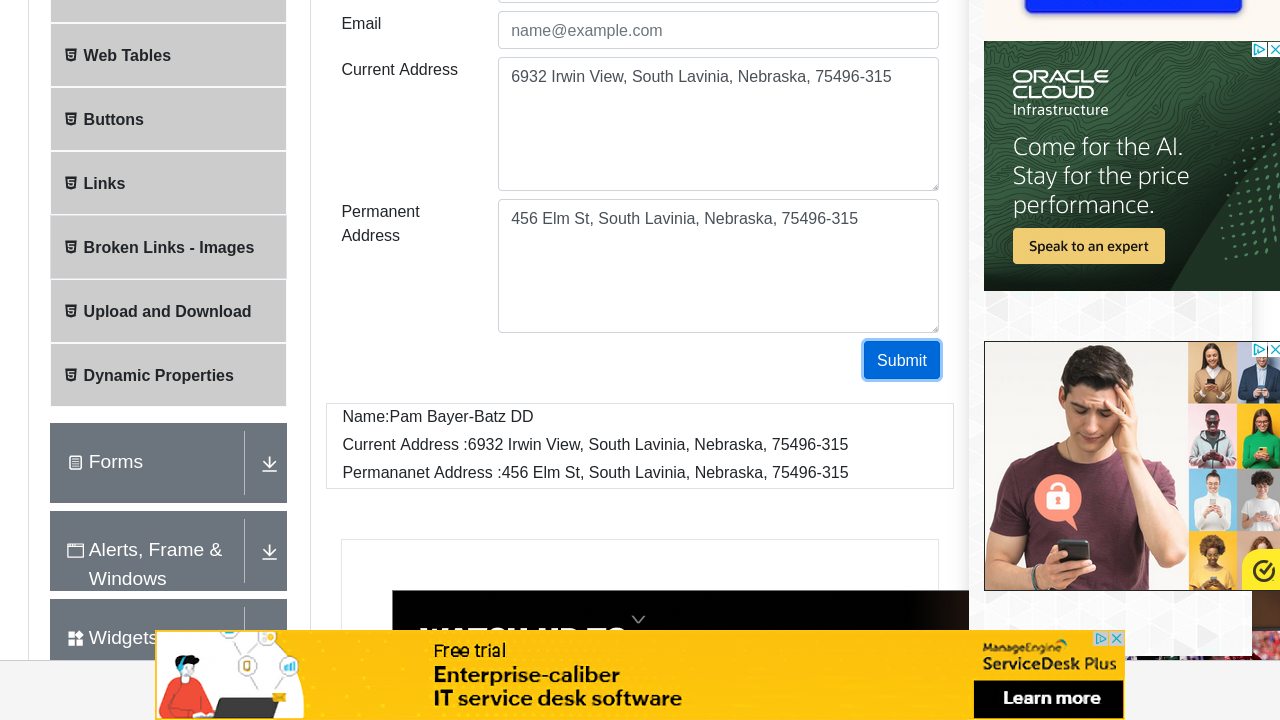 Email
name@example.com
Web Tables
Current Address
6932 Irwin View, South Lavinia, Nebraska, 75496-315
Buttons
Links
Permanent
Address
456 Elm St, South Lavinia, Nebraska, 75496-315
Broken Links - Images
Upload and Download
Submit
Dynamic Properties
Name:Pam Bayer-Batz DD
Current Address :6932 Irwin View, South Lavinia, Nebraska, 75496-315
Permananet Address :456 Elm St, South Lavinia, Nebraska, 75496-315
Forms
Alerts, Frame &
Windows
Widgets
ORACLE
CLOUD
Infrastructure
Come for the AI.
Stay for the price
performance.
Speak to an expert
Free trial
Enterprise-caliber
IT service desk software
ManageEngine
ServiceDesk Plus
Learn more